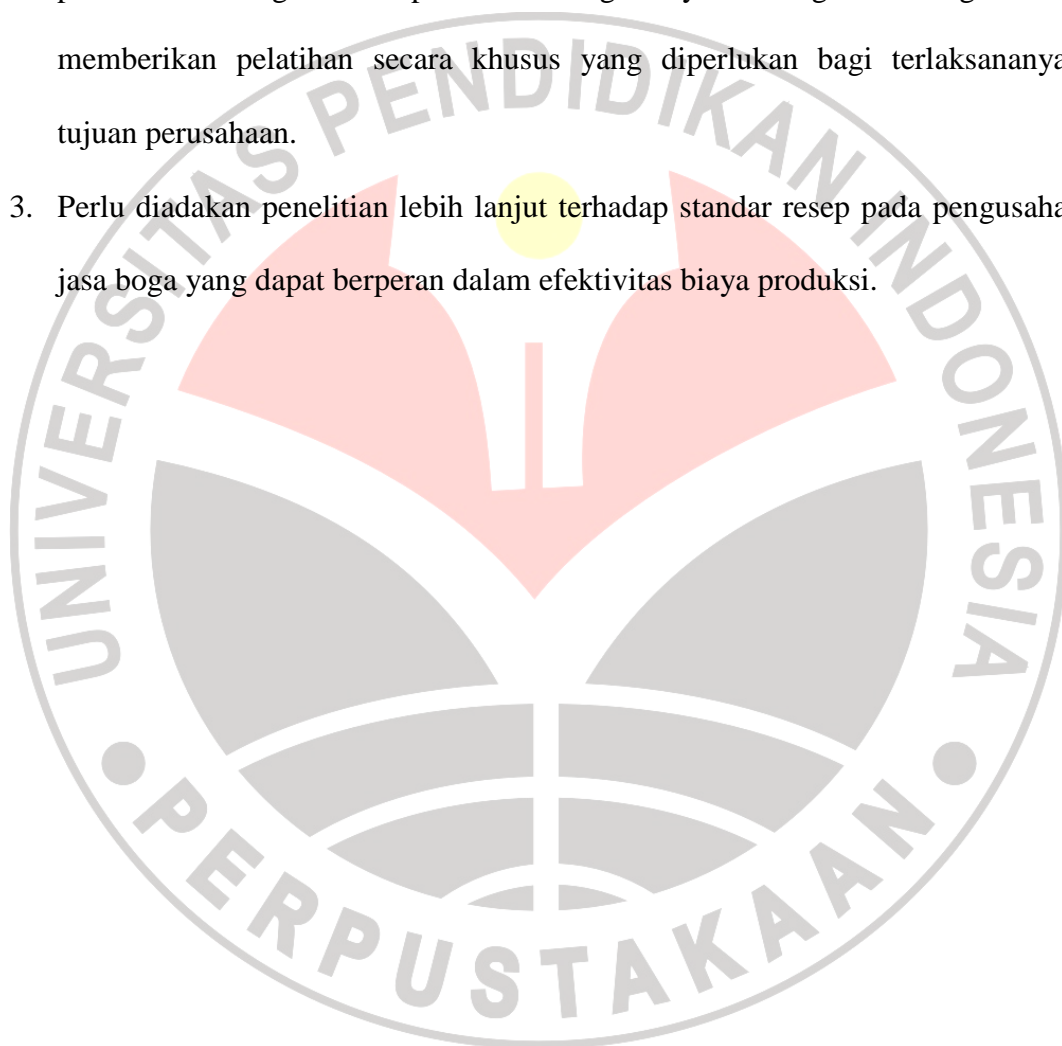 memberikan pelatihan secara khusus yang diperlukan bagi terlaksananya
tujuan perusahaan.
3. Perlu diadakan penelitian lebih lanjut terhadap standar resep pada pengusaha
jasa boga yang dapat berperan dalam efektivitas biaya produksi.
UNIVERSITAS PENDIDIKAN INDONESIA
PERPUSTAKAAN